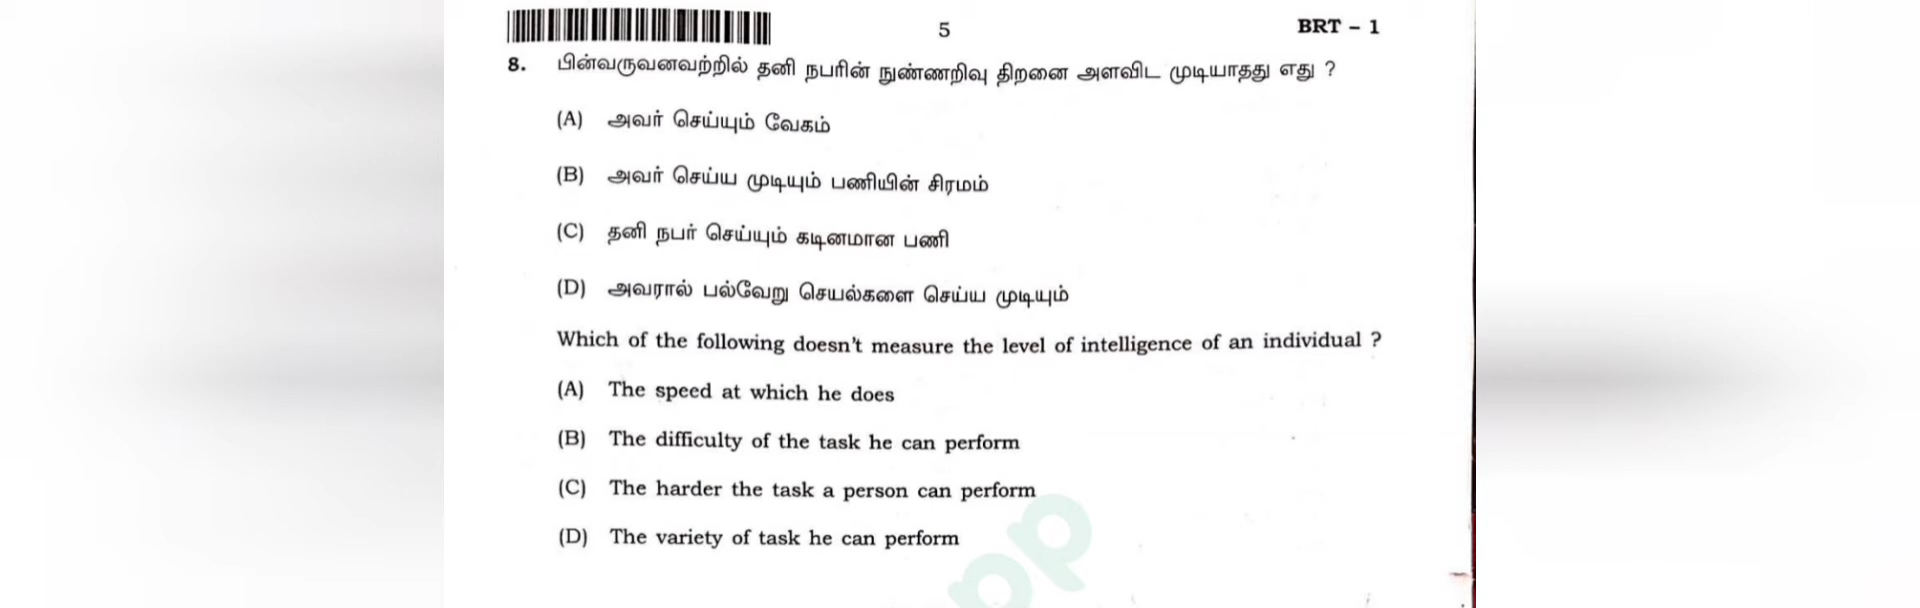 5
BRT – 1
8. பின்வருவனவற்றில் தனி நபரின் நுண்ணறிவு திறனை அளவிட முடியாதது எது ?
(A) அவர் செய்யும் வேகம்
(B) அவர் செய்ய முடியும் பணியின் சிரமம்
(C) தனி நபர் செய்யும் கடினமான பணி
(D) அவரால் பல்வேறு செயல்களை செய்ய முடியும்
Which of the following doesn't measure the level of intelligence of an individual ?
(A) The speed at which he does
(B) The difficulty of the task he can perform
(C) The harder the task a person can perform
(D) The variety of task he can perform